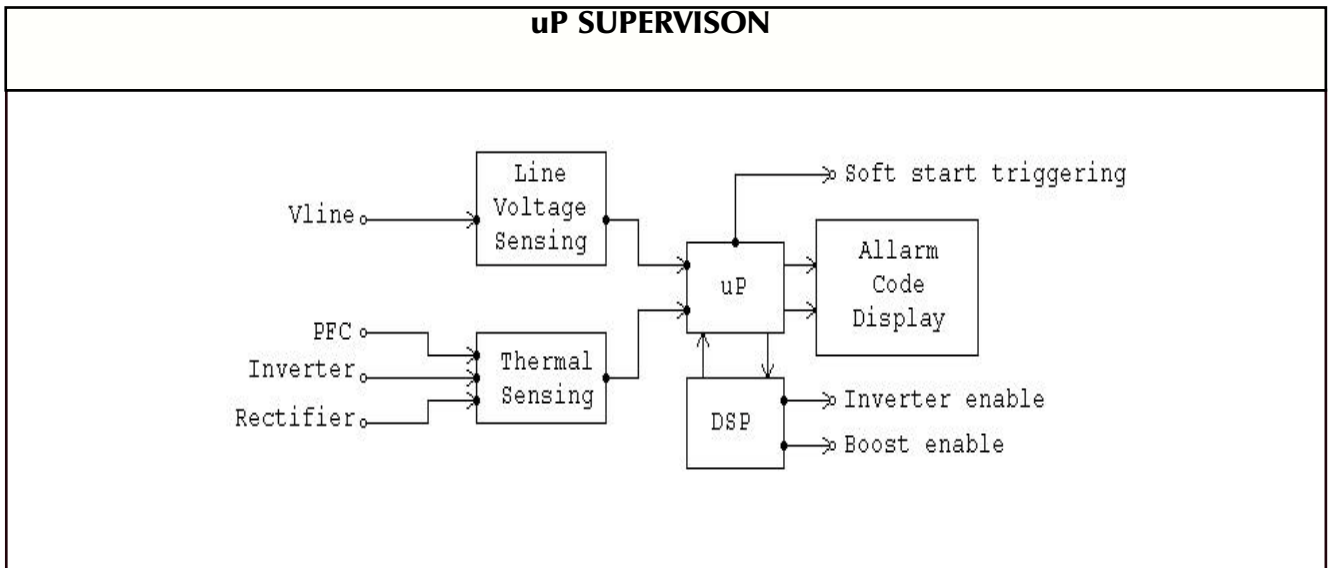 uP SUPERVISON
Line
Voltage
Sensing
Vline
Soft start triggering
uP
Allarm
Code
Display
PFC
Inverter
Rectifier
Thermal
Sensing
DSP
Inverter enable
Boost enable